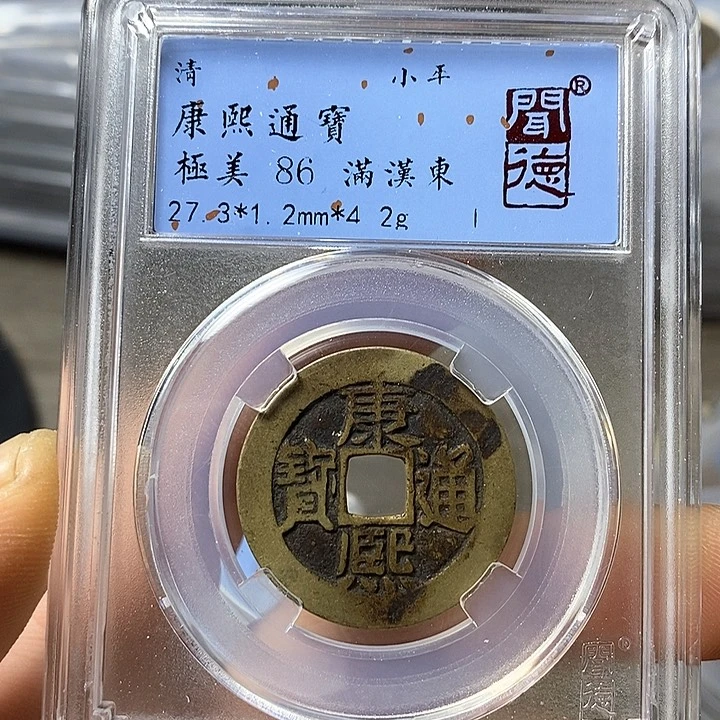 清 小平
康熙通寶
極美 86 滿漢東
27.3*1.2mm*4.2g
聞德®
康熙通寶